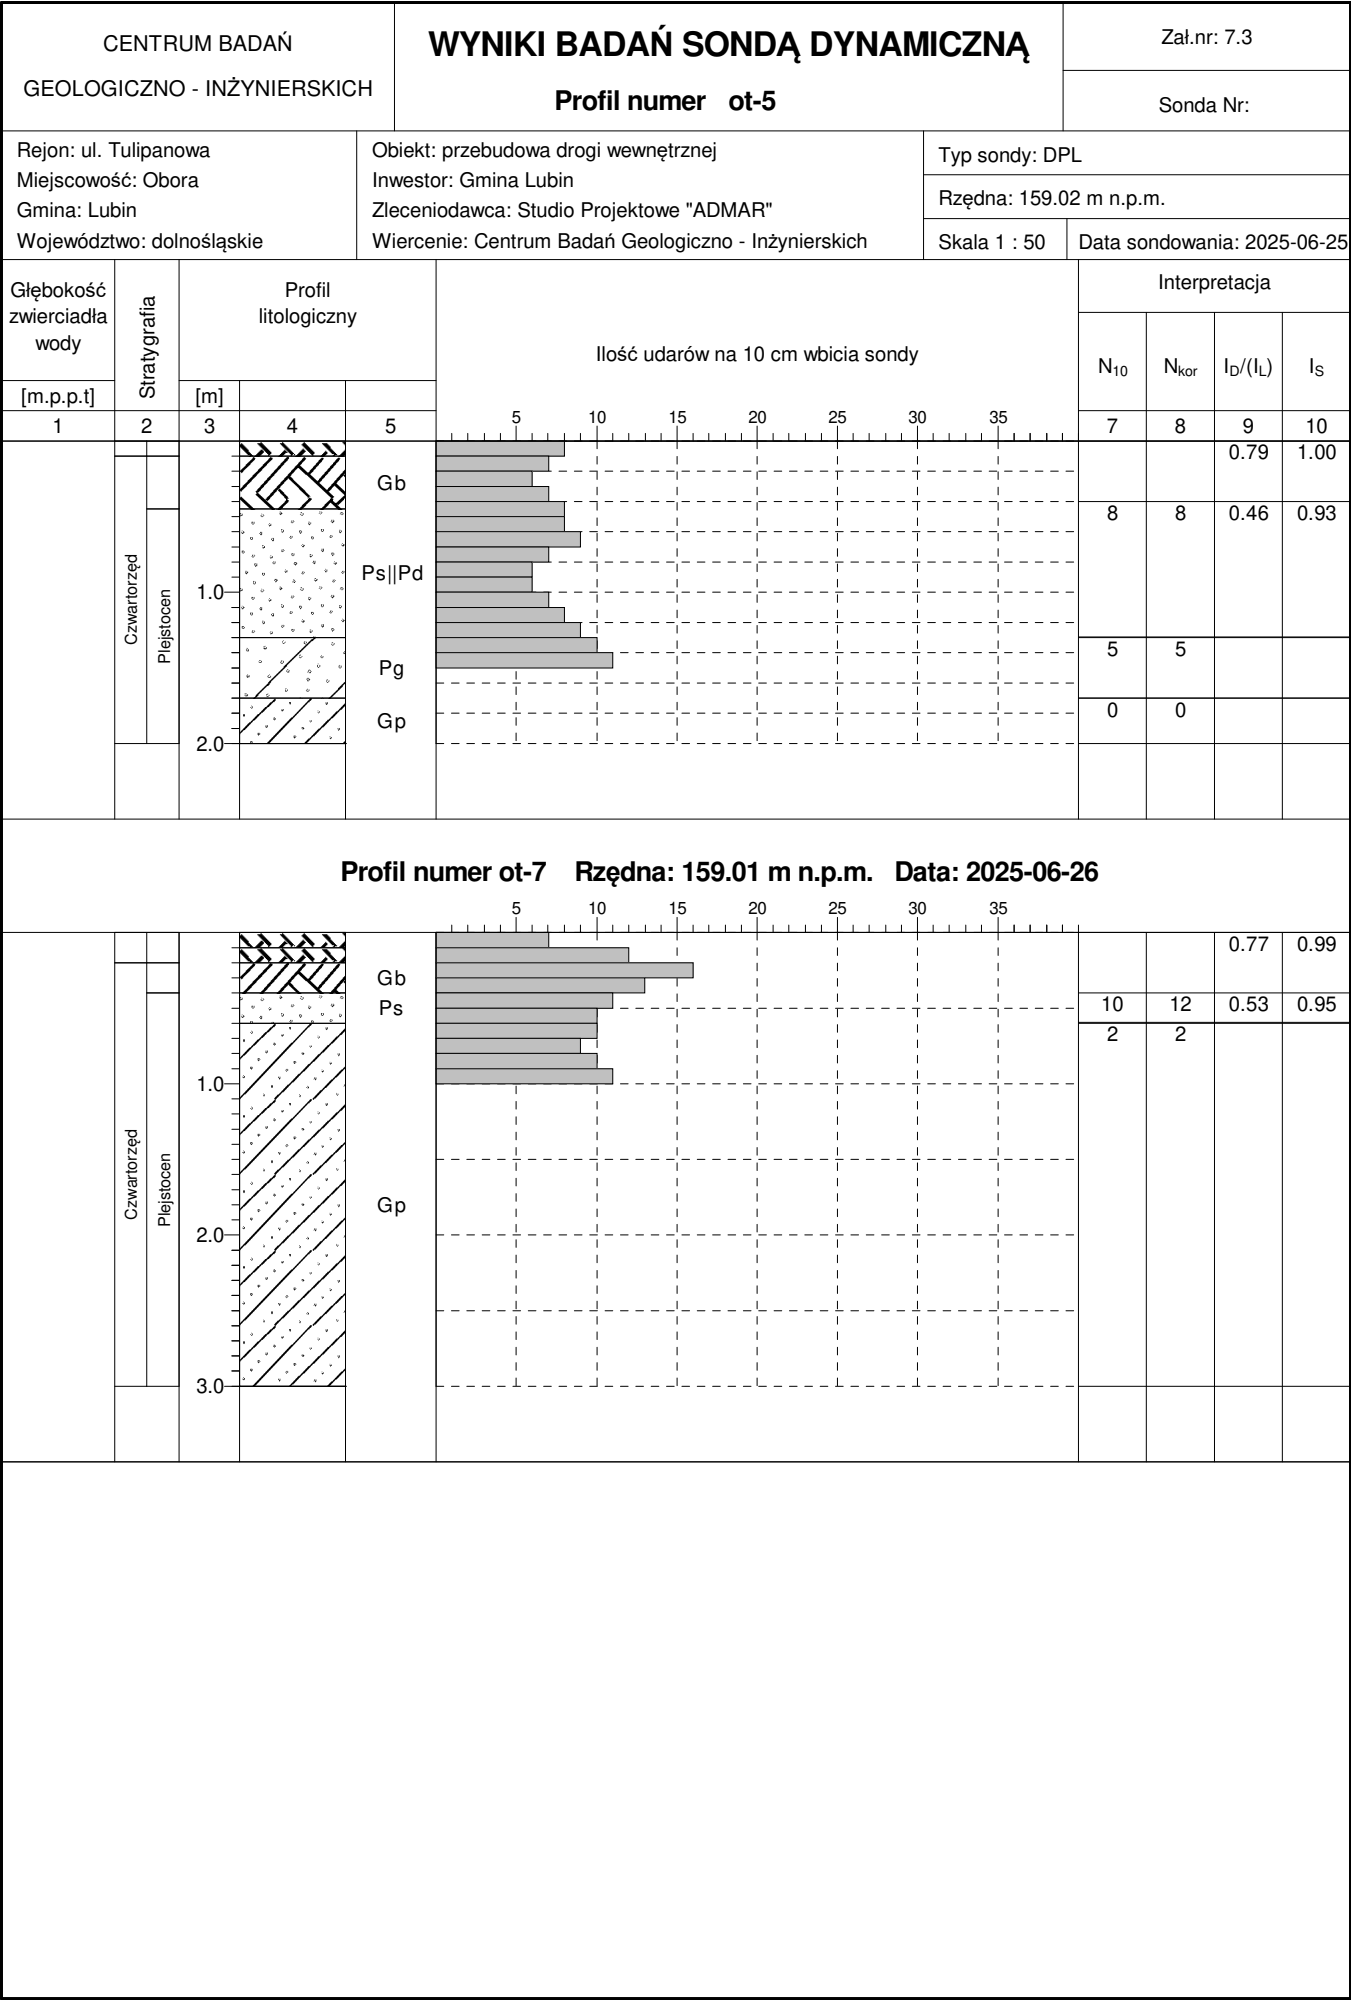 CENTRUM BADAŃ
GEOLOGICZNO - INŻYNIERSKICH
WYNIKI BADAŃ SONDĄ DYNAMICZNĄ
Profil numer ot-5
Zał.nr: 7.3
Sonda Nr:
Rejon: ul. Tulipanowa
Miejscowość: Obora
Gmina: Lubin
Województwo: dolnośląskie
Obiekt: przebudowa drogi wewnętrznej
Inwestor: Gmina Lubin
Zleceniodawca: Studio Projektowe "ADMAR"
Wiercenie: Centrum Badań Geologiczno - Inżynierskich
Typ sondy: DPL
Rzędna: 159.02 m n.p.m.
Skala 1 : 50
Data sondowania: 2025-06-25
Głębokość
zwierciadła
wody
[m.p.p.t]
Stratygrafia
Profil
litologiczny
[m]
Ilość udarów na 10 cm wbicia sondy
Interpretacja
N10 Nkor ID/(IL) IS
5 10 15 20 25 30 35
1 2 3 4 5 7 8 9 10
0.79 1.00
Gb
8 8 0.46 0.93
Ps||Pd
1.0
Czwartorzęd
Plejstocen
5 5
Pg
0 0
Gp
2.0
Profil numer ot-7 Rzędna: 159.01 m n.p.m. Data: 2025-06-26
5 10 15 20 25 30 35
0.77 0.99
Gb
Ps
10 12 0.53 0.95
2 2
1.0
Czwartorzęd
Plejstocen
Gp
2.0
3.0